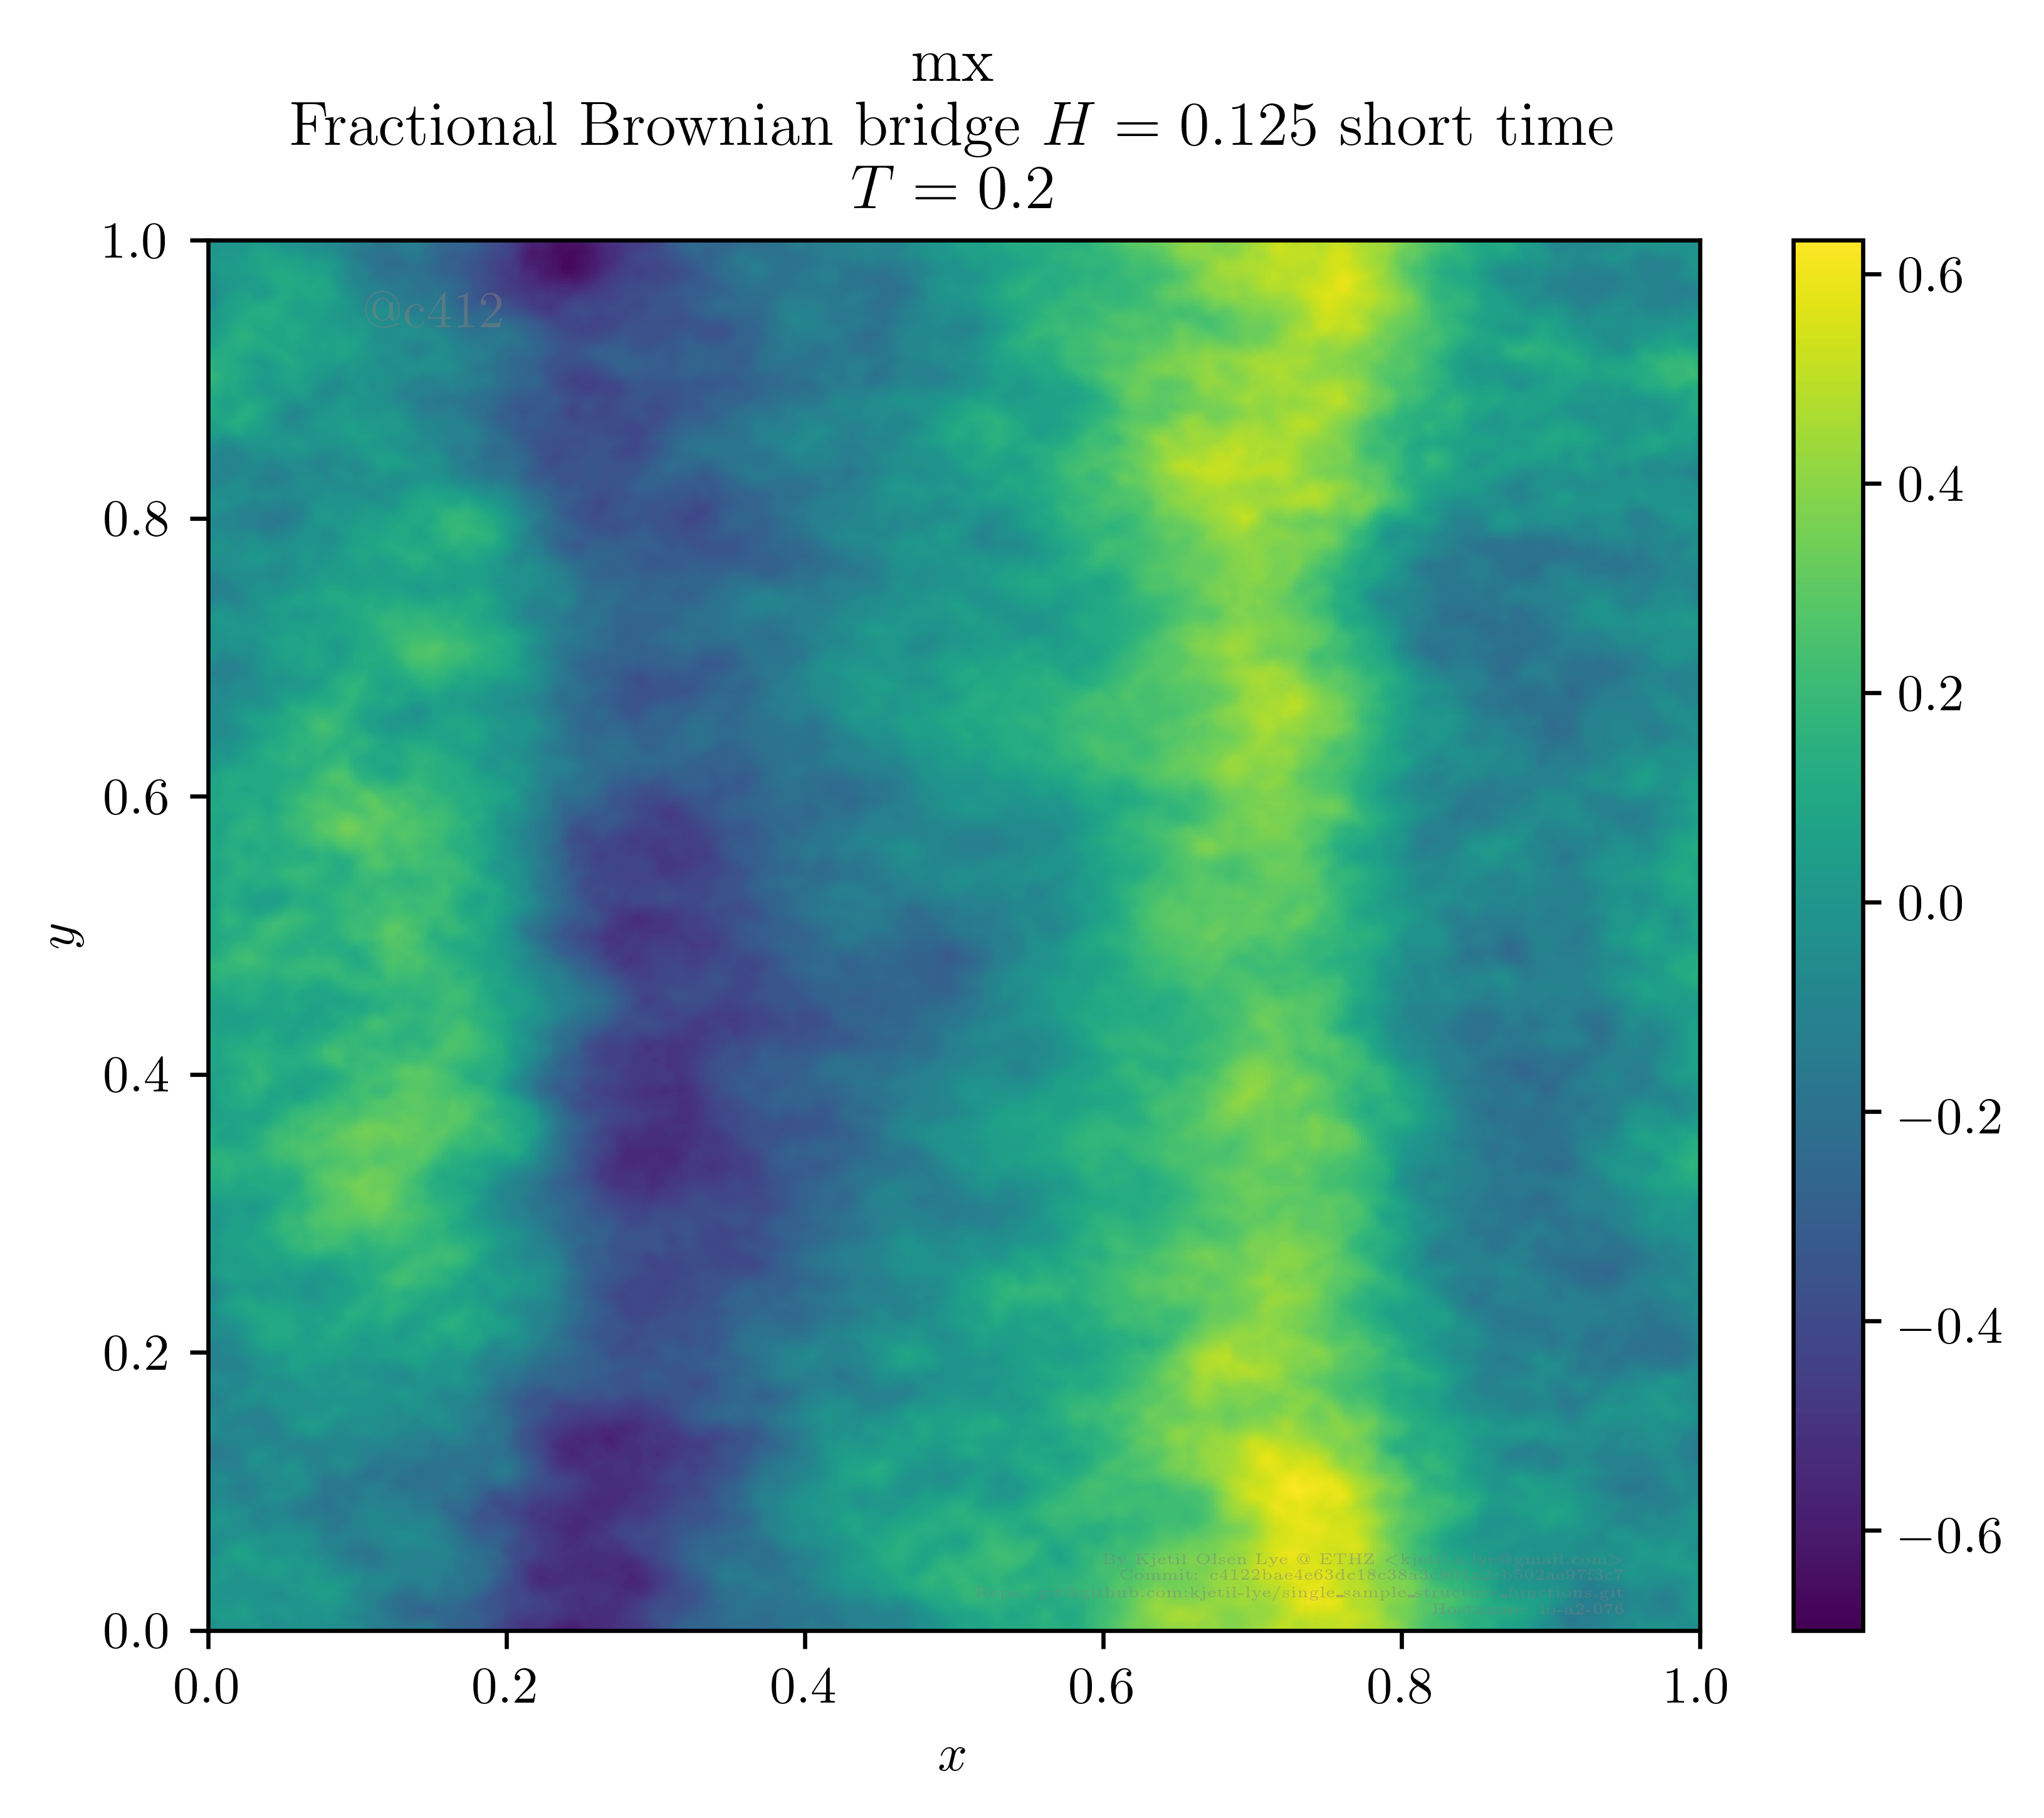 mx
Fractional Brownian bridge H = 0.125 short time
T = 0.2
@c412
y
1.0
0.8
0.6
0.4
0.2
0.0
0.0 0.2 0.4 0.6 0.8 1.0
x
0.6
0.4
0.2
0.0
−0.2
−0.4
−0.6
By Kjetil Olsen Lye @ ETHZ
Commit: